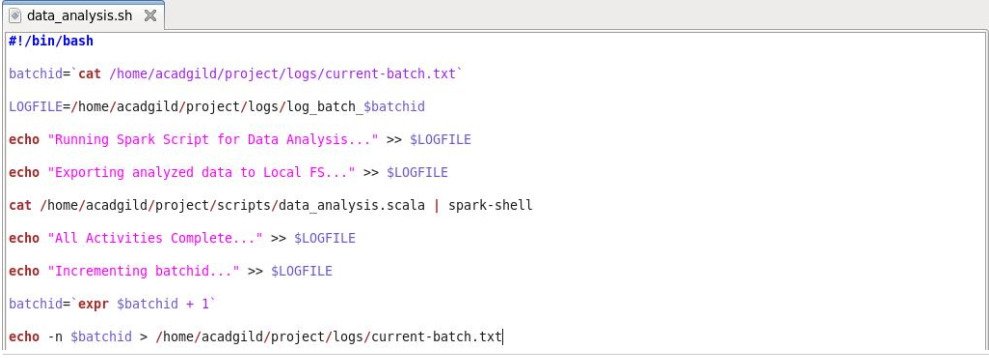 data_analysis.sh
#!/bin/bash
batchid=`cat /home/acadgild/project/logs/current-batch.txt`
LOGFILE=/home/acadgild/project/logs/log_batch_$batchid
echo "Running Spark Script for Data Analysis..." >> $LOGFILE
echo "Exporting analyzed data to Local FS..." >> $LOGFILE
cat /home/acadgild/project/scripts/data_analysis.scala | spark-shell
echo "All Activities Complete..." >> $LOGFILE
echo "Incrementing batchid..." >> $LOGFILE
batchid=`expr $batchid + 1`
echo -n $batchid > /home/acadgild/project/logs/current-batch.txt